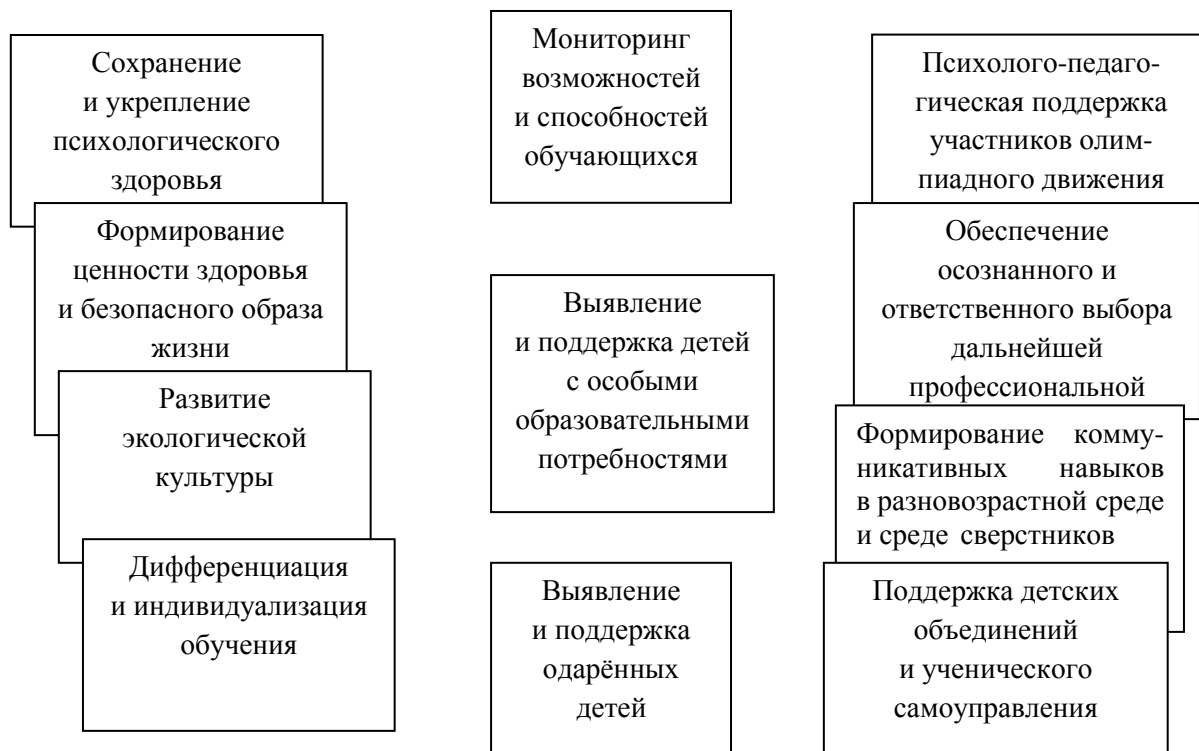 Сохранение
и укрепление
психологического
здоровья
Формирование
ценности здоровья
и безопасного образа
жизни
Развитие
экологической
культуры
Дифференциация
и индивидуализация
обучения
Мониторинг
возможностей
и способностей
обучающихся
Выявление
и поддержка детей
с особыми
образовательными
потребностями
Выявление
и поддержка
одарённых
детей
Психолого-педаго-
гическая поддержка
участников олим-
пиадного движения
Обеспечение
осознанного и
ответственного выбора
дальнейшей
профессиональной
Формирование комму-
никативных навыков
в разновозрастной среде
и среде сверстников
Поддержка детских
объединений
и ученического
самоуправления